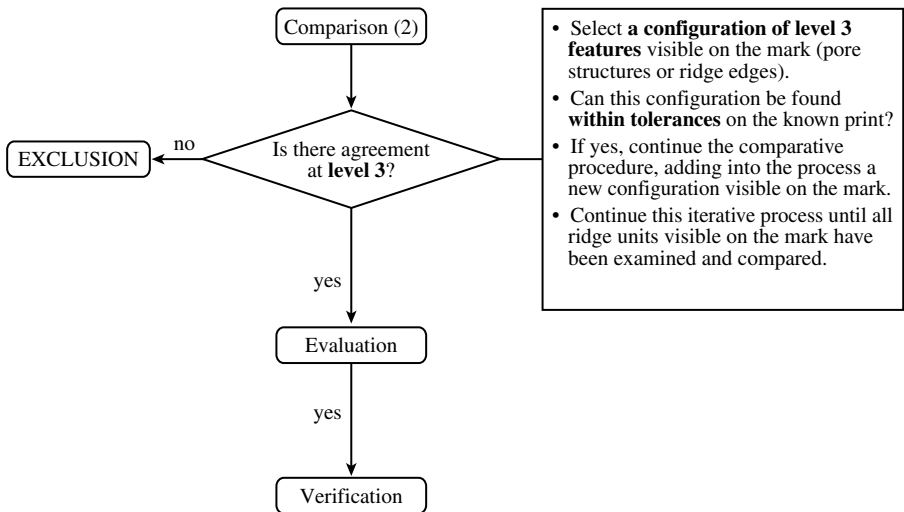 Comparison (2)
• Select a configuration of level 3
features visible on the mark (pore
structures or ridge edges).
• Can this configuration be found
within tolerances on the known print?
• If yes, continue the comparative
procedure, adding into the process a
new configuration visible on the mark.
• Continue this iterative process until all
ridge units visible on the mark have
been examined and compared.
no
EXCLUSION
Is there agreement
at level 3?
yes
Evaluation
yes
Verification